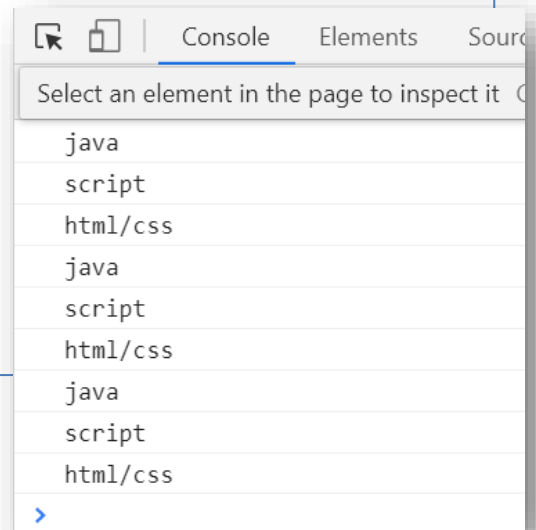 Console Elements Sourc
Select an element in the page to inspect it
java
script
html/css
java
script
html/css
java
script
html/css